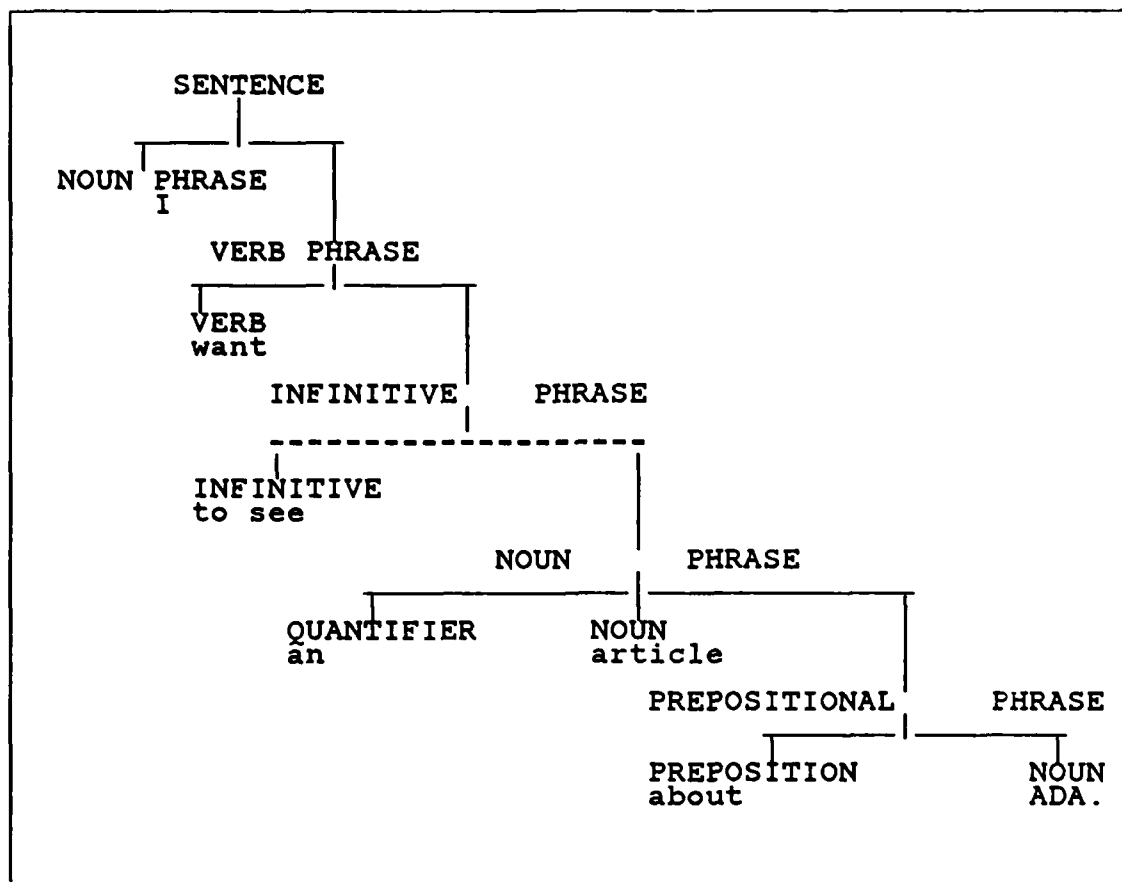 SENTENCE
NOUN PHRASE
I
VERB PHRASE
VERB
want
INFINITIVE PHRASE
INFINITIVE
to see
NOUN PHRASE
QUANTIFIER NOUN
an article
PREPOSITIONAL PHRASE
PREPOSITION NOUN
about ADA.